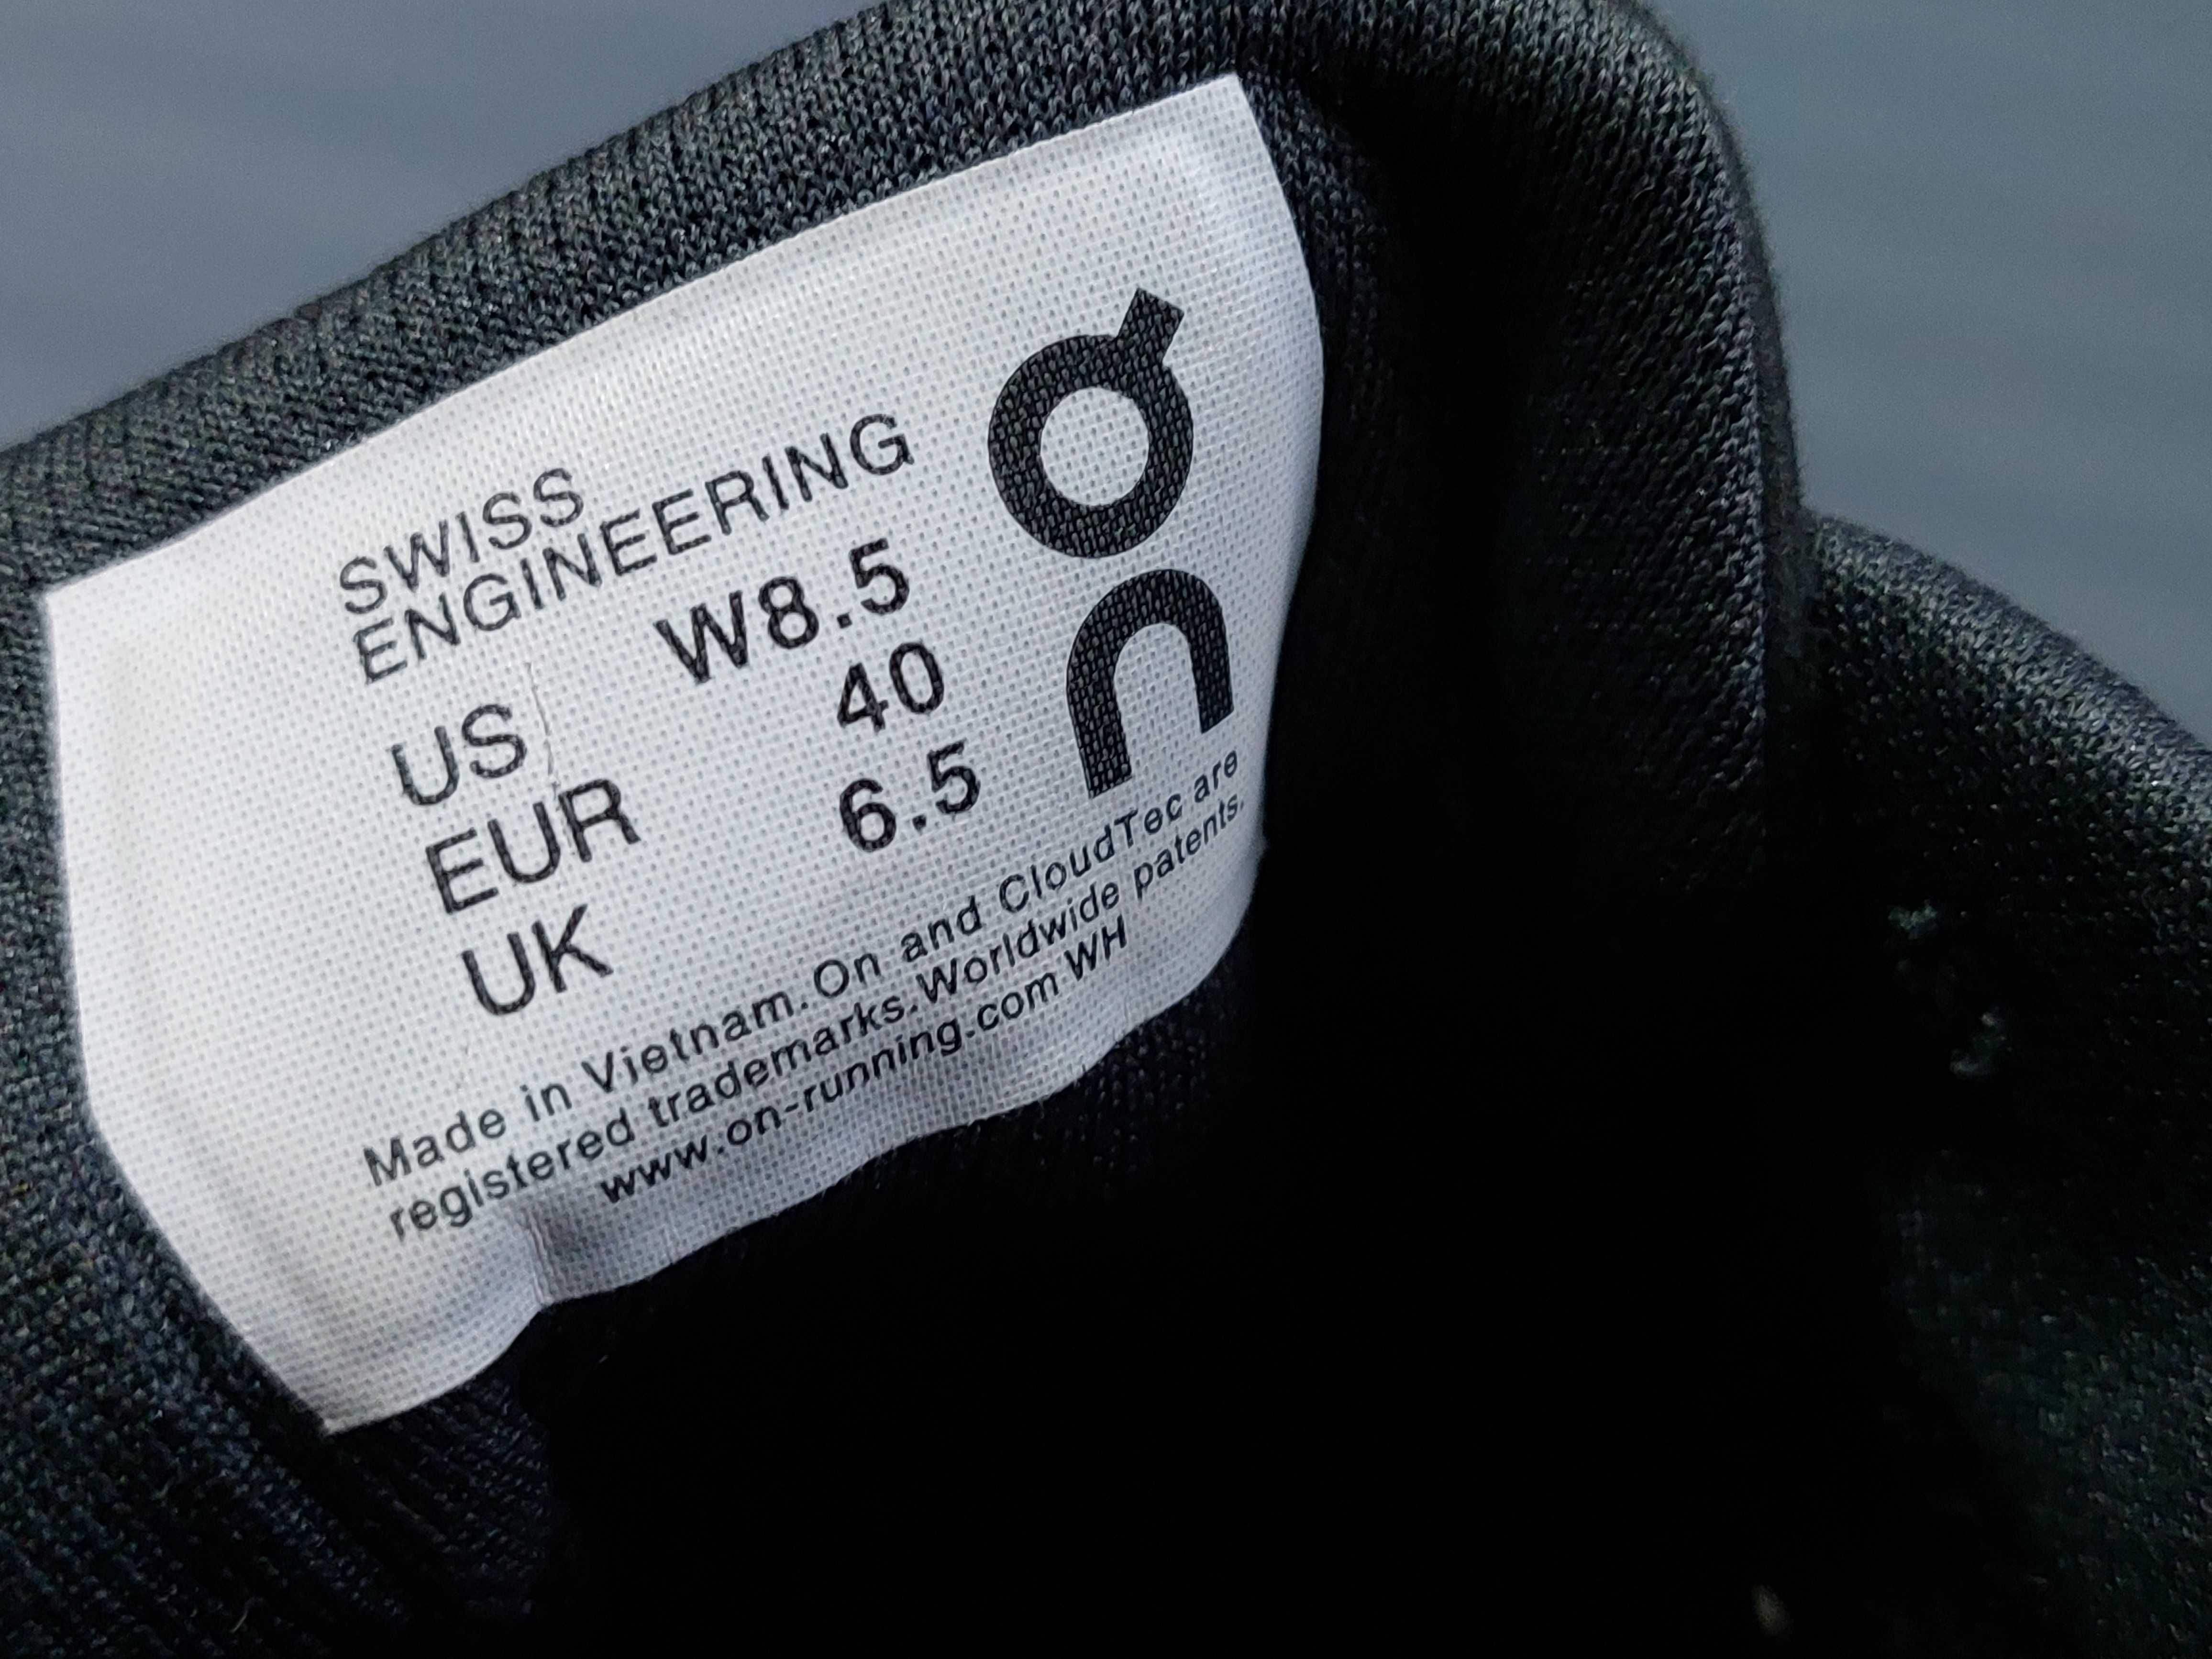 SWISS
ENGINEERING
US W8.5
EUR 40
UK 6.5
On
Made in Vietnam. On and CloudTec are
registered trademarks. Worldwide patents.
www.on-running.com WH